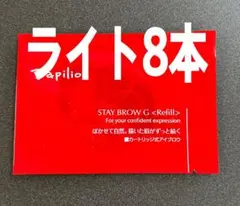 ライト8本
Papilio
STAY BROW G <Refill>
For your confident expression
ぼかせて自然。描いた眉がずっと続く
■カートリッジ式アイブロウ